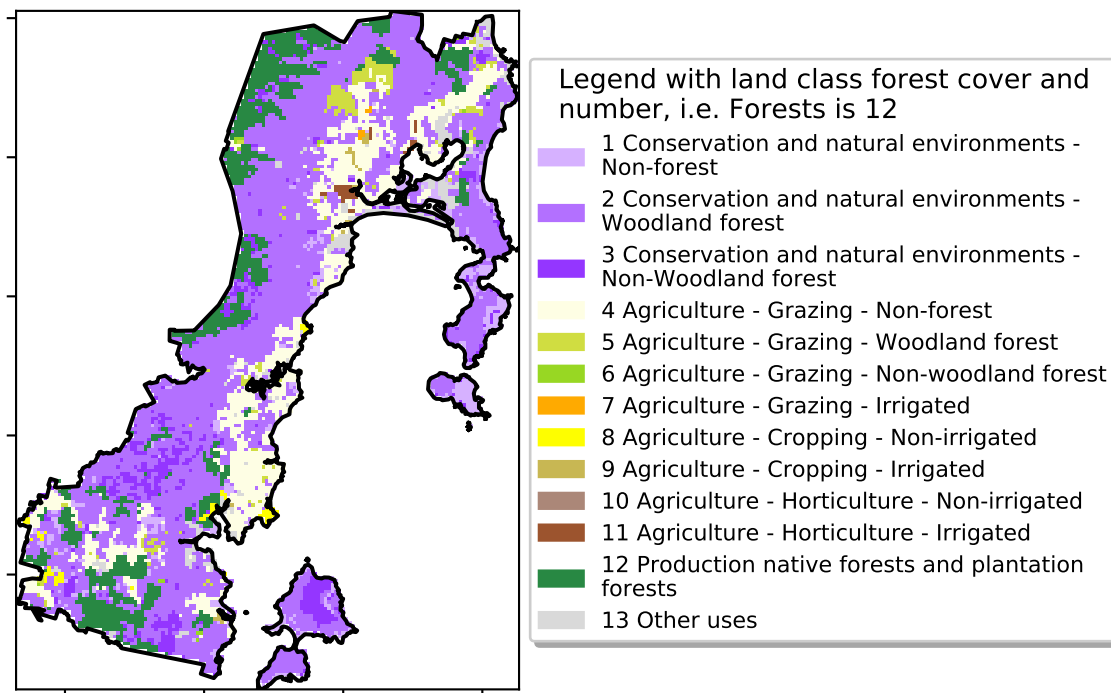 Legend with land class forest cover and
number, i.e. Forests is 12
1 Conservation and natural environments -
Non-forest
2 Conservation and natural environments -
Woodland forest
3 Conservation and natural environments -
Non-Woodland forest
4 Agriculture - Grazing - Non-forest
5 Agriculture - Grazing - Woodland forest
6 Agriculture - Grazing - Non-woodland forest
7 Agriculture - Grazing - Irrigated
8 Agriculture - Cropping - Non-irrigated
9 Agriculture - Cropping - Irrigated
10 Agriculture - Horticulture - Non-irrigated
11 Agriculture - Horticulture - Irrigated
12 Production native forests and plantation
forests
13 Other uses